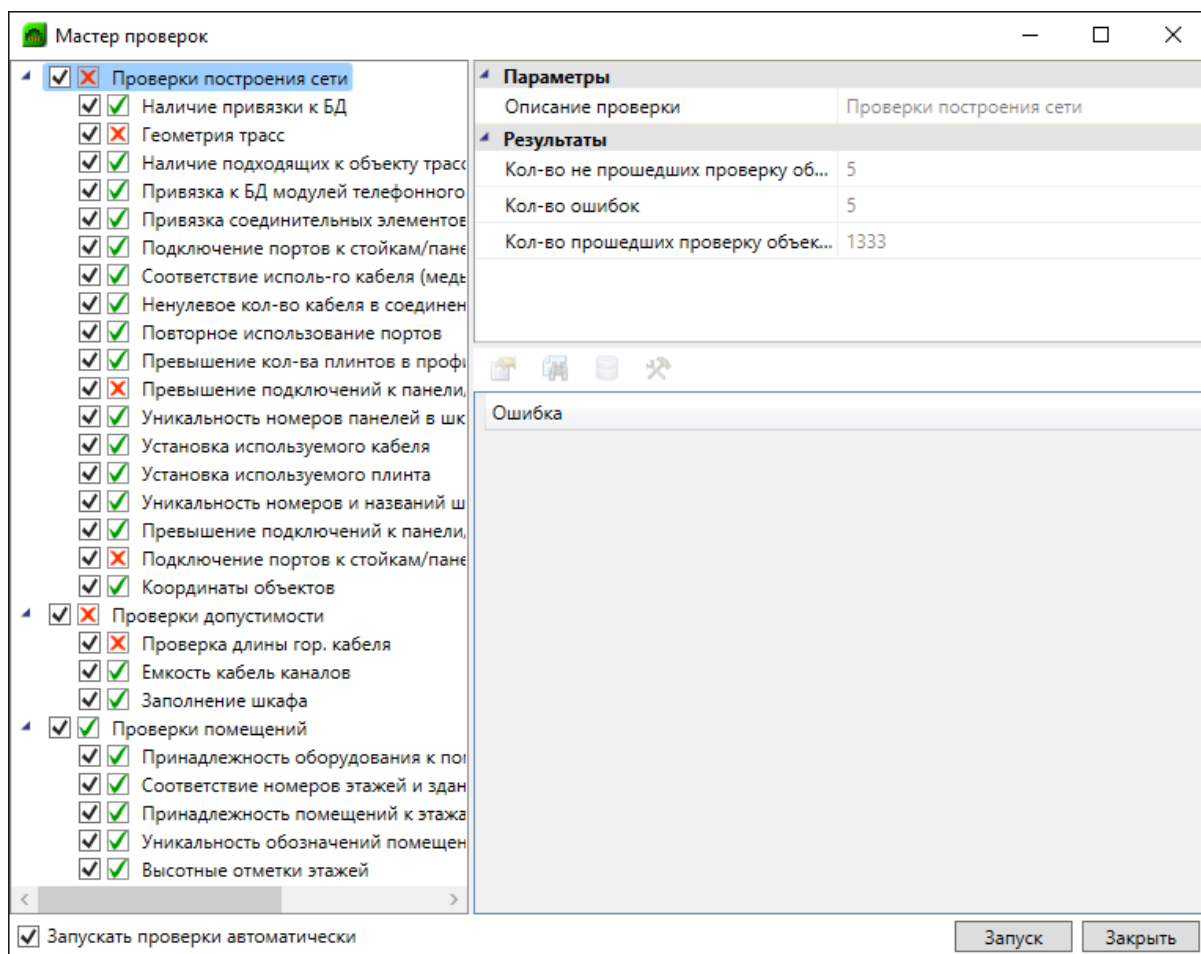 Мастер проверок
Проверки построения сети
Наличие привязки к БД
Геометрия трасс
Наличие подходящих к объекту трасс
Привязка к БД модулей телефонного
Привязка соединительных элементов
Подключение портов к стойкам/пане
Соответствие исполь-го кабеля (медь
Ненулевое кол-во кабеля в соединен
Повторное использование портов
Превышение кол-ва плинтов в профи
Превышение подключений к панели,
Уникальность номеров панелей в шк
Установка используемого кабеля
Установка используемого плинта
Уникальность номеров и названий ш
Превышение подключений к панели,
Подключение портов к стойкам/пане
Координаты объектов
Проверки допустимости
Проверка длины гор. кабеля
Емкость кабель каналов
Заполнение шкафа
Проверки помещений
Принадлежность оборудования к пом
Соответствие номеров этажей и здан
Принадлежность помещений к этажа
Уникальность обозначений помещен
Высотные отметки этажей
Параметры
Описание проверки Проверки построения сети
Результаты
Кол-во не прошедших проверку об... 5
Кол-во ошибок 5
Кол-во прошедших проверку объек... 1333
Ошибка
Запускать проверки автоматически
Запуск Закрыть